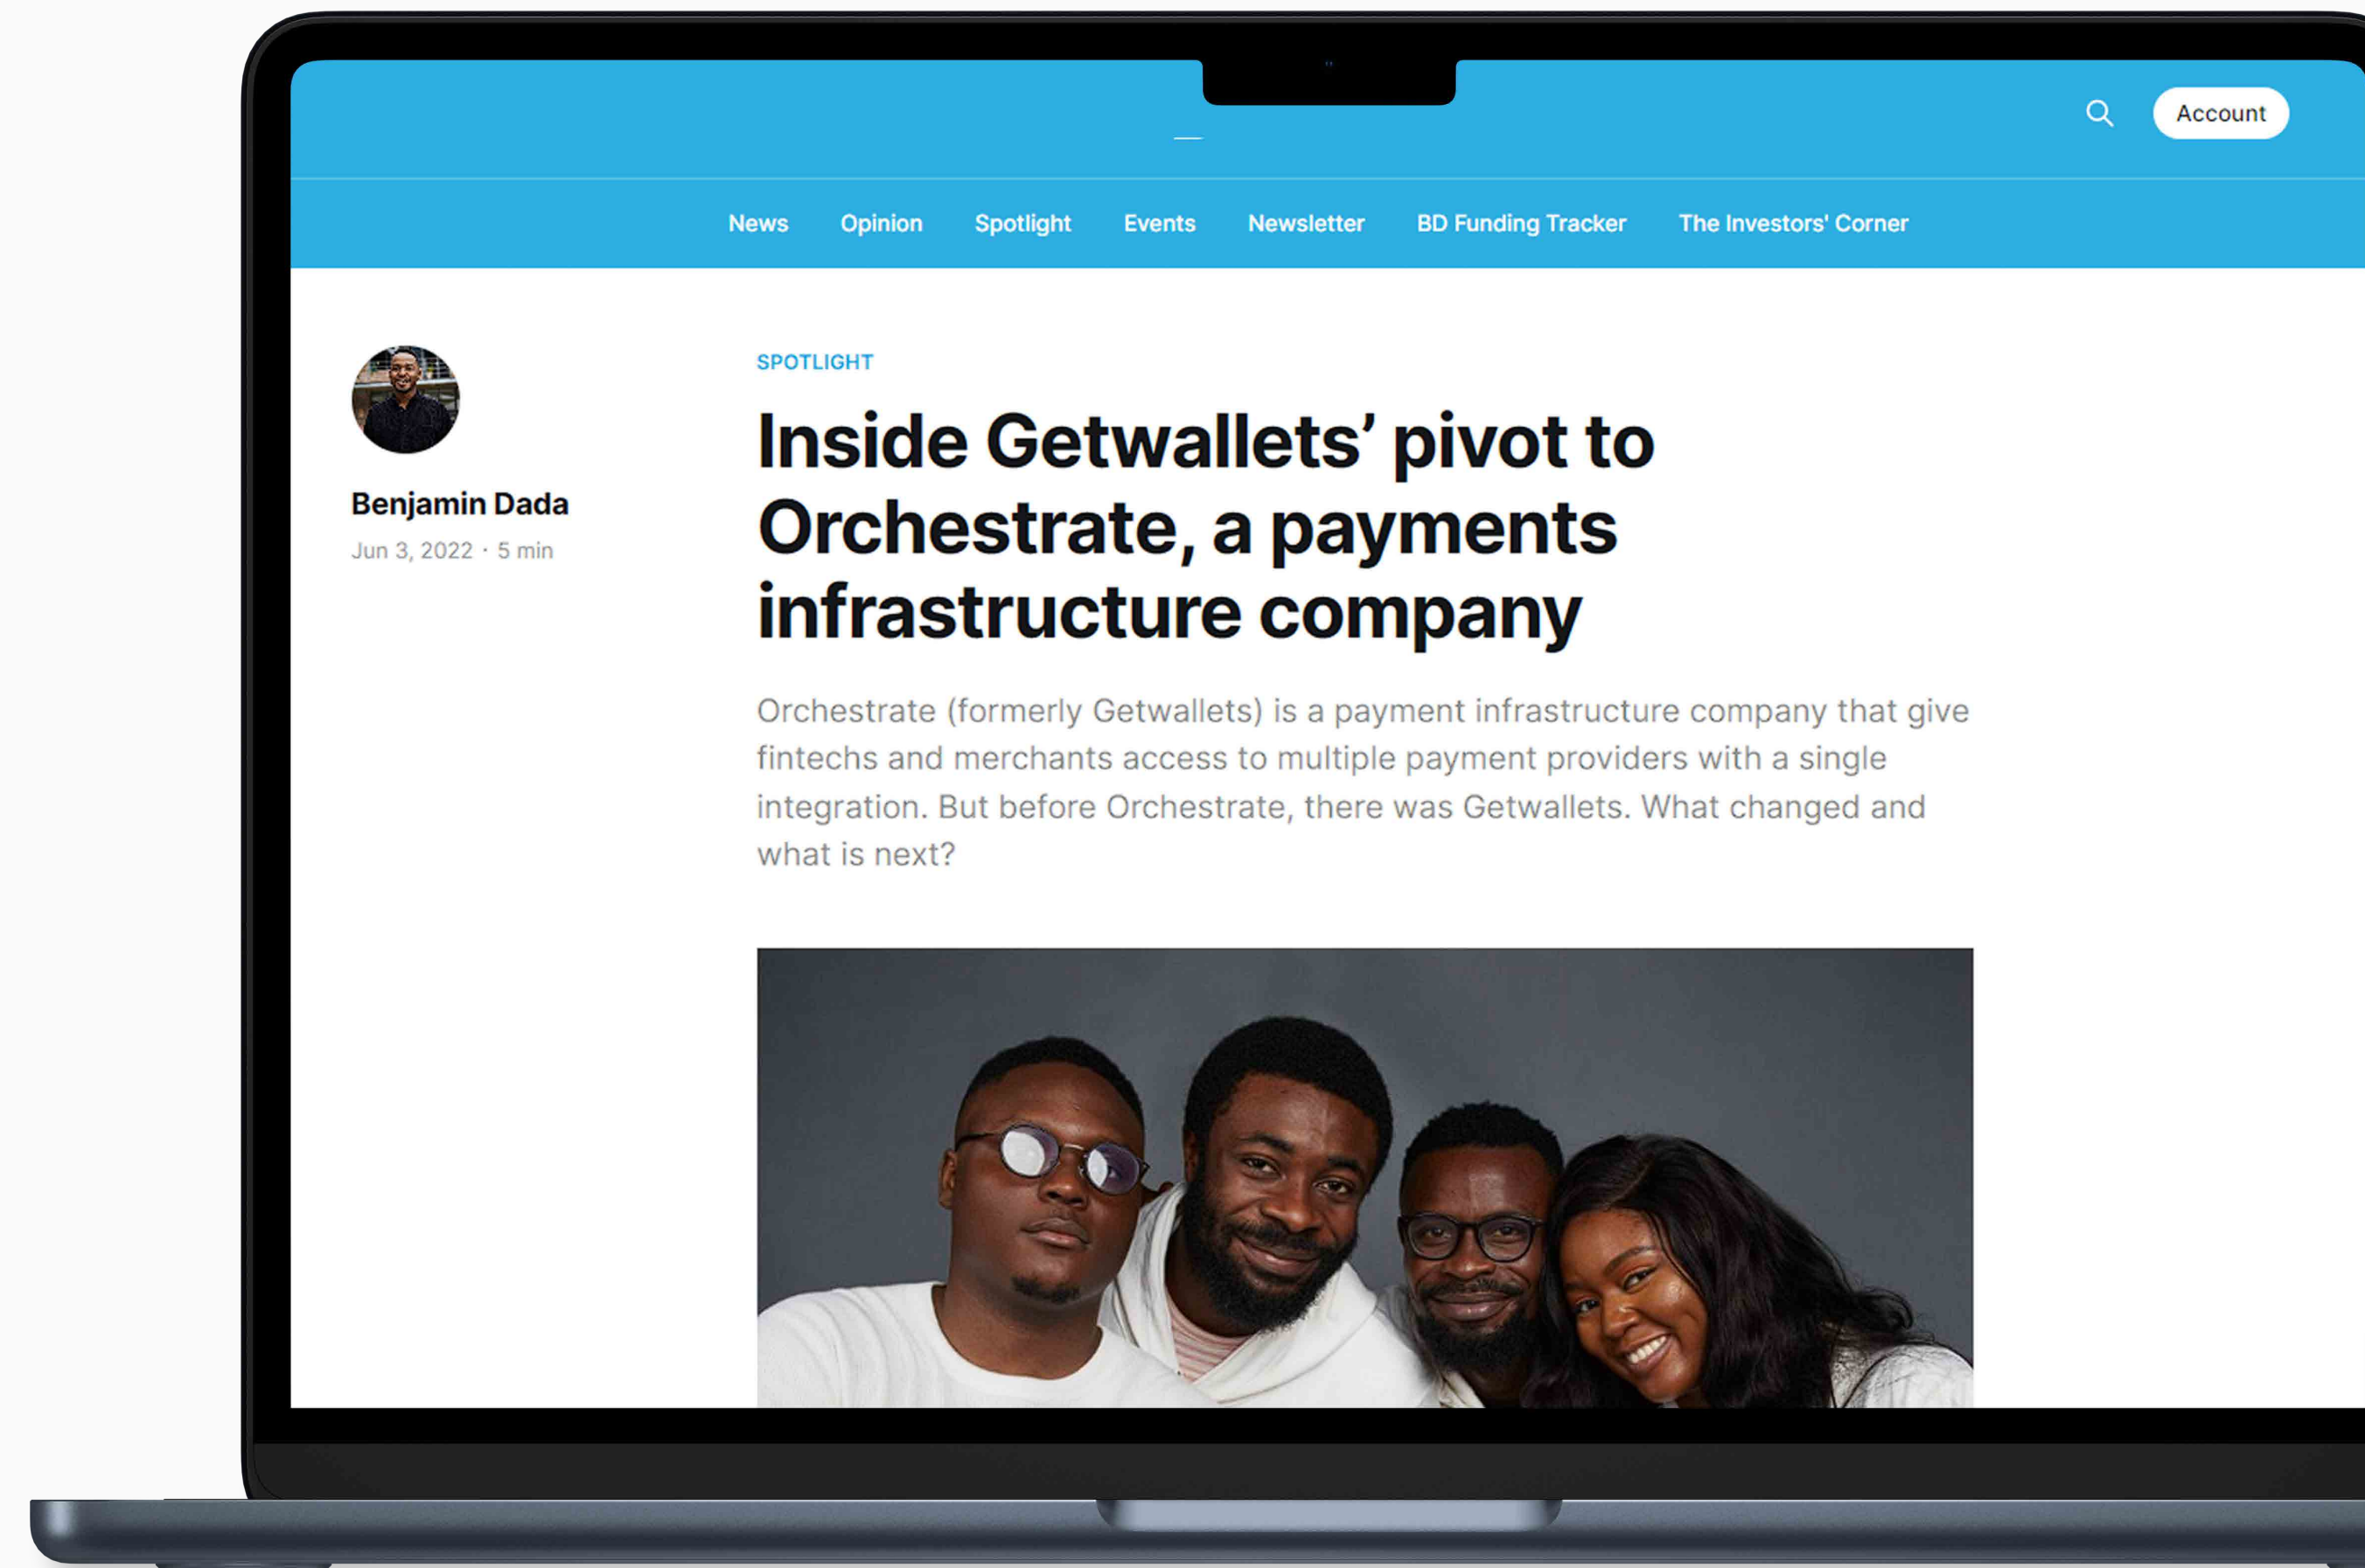 Account
News Opinion Spotlight Events Newsletter BD Funding Tracker The Investors' Corner
Benjamin Dada
Jun 3, 2022 · 5 min
SPOTLIGHT
Inside Getwallets’ pivot to
Orchestrate, a payments
infrastructure company
Orchestrate (formerly Getwallets) is a payment infrastructure company that give
fintechs and merchants access to multiple payment providers with a single
integration. But before Orchestrate, there was Getwallets. What changed and
what is next?